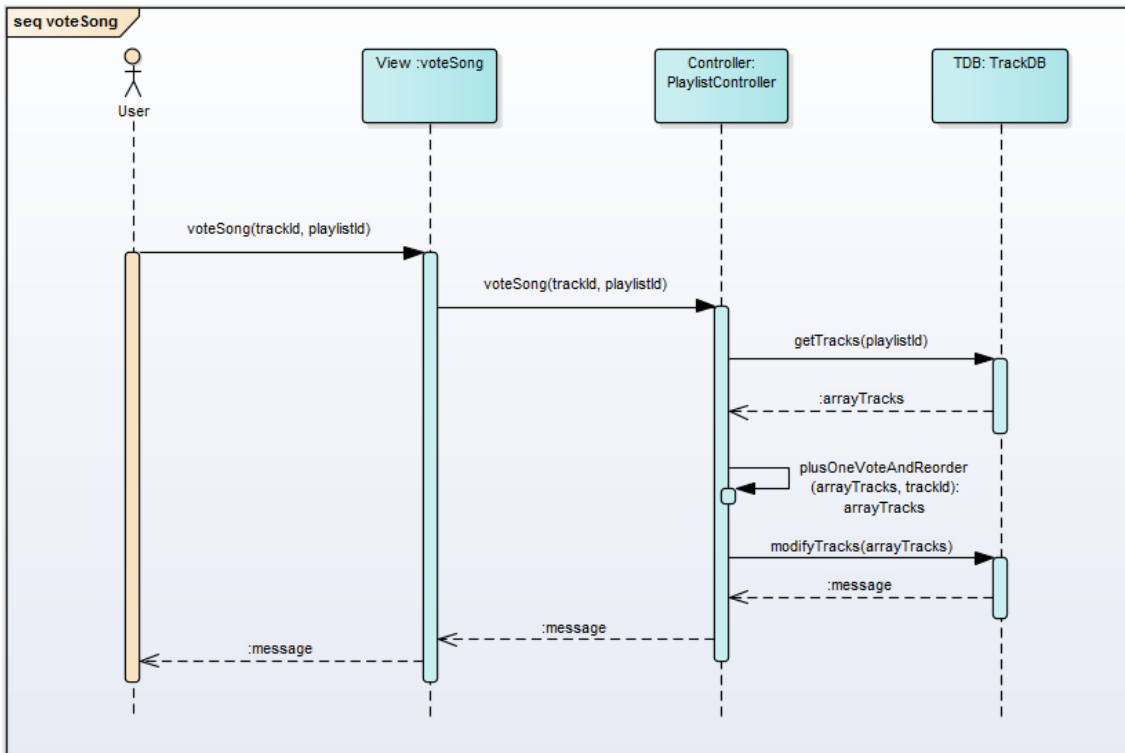 seq voteSong
View :voteSong
Controller:
PlaylistController
TDB: TrackDB
User
voteSong(trackId, playlistId)
voteSong(trackId, playlistId)
getTracks(playlistId)
:arrayTracks
plusOneVoteAndReorder
(arrayTracks, trackId):
arrayTracks
modifyTracks(arrayTracks)
:message
:message
:message